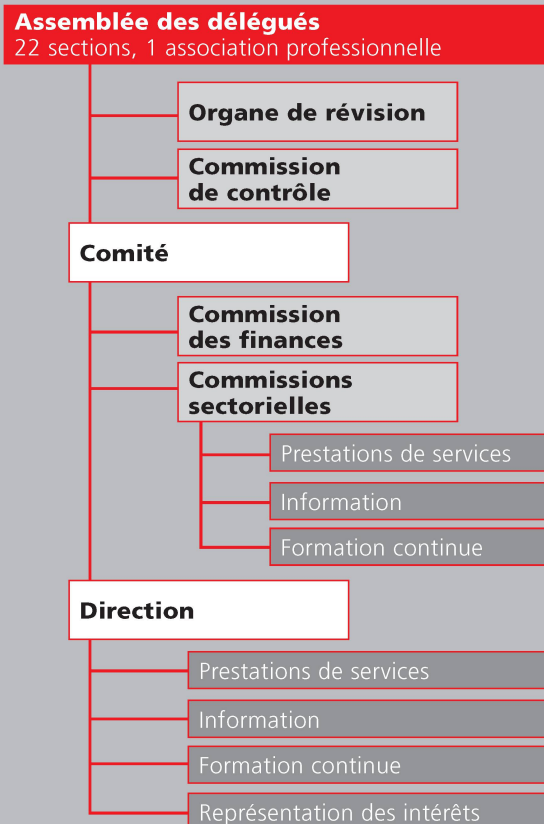 Assemblée des délégués
22 sections, 1 association professionnelle
Organe de révision
Commission
de contrôle
Comité
Commission
des finances
Commissions
sectorielles
Prestations de services
Information
Formation continue
Direction
Prestations de services
Information
Formation continue
Représentation des intérêts